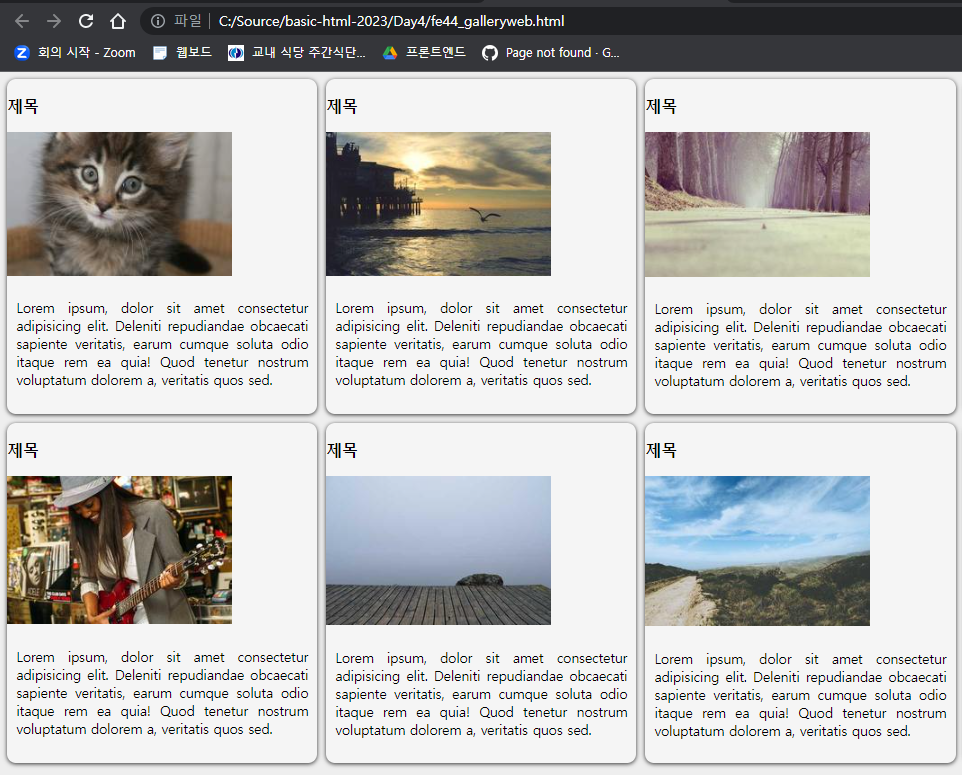 파일 C:/Source/basic-html-2023/Day4/fe44_galleryweb.html
회의 시작 - Zoom 웹보드 교내 식당 주간식단... 프론트엔드 Page not found · G...
제목
Lorem ipsum, dolor sit amet consectetur
adipisicing elit. Deleniti repudiandae obcaecati
sapiente veritatis, earum cumque soluta odio
itaque rem ea quia! Quod tenetur nostrum
voluptatum dolorem a, veritatis quos sed.
제목
Lorem ipsum, dolor sit amet consectetur
adipisicing elit. Deleniti repudiandae obcaecati
sapiente veritatis, earum cumque soluta odio
itaque rem ea quia! Quod tenetur nostrum
voluptatum dolorem a, veritatis quos sed.
제목
Lorem ipsum, dolor sit amet consectetur
adipisicing elit. Deleniti repudiandae obcaecati
sapiente veritatis, earum cumque soluta odio
itaque rem ea quia! Quod tenetur nostrum
voluptatum dolorem a, veritatis quos sed.
제목
Lorem ipsum, dolor sit amet consectetur
adipisicing elit. Deleniti repudiandae obcaecati
sapiente veritatis, earum cumque soluta odio
itaque rem ea quia! Quod tenetur nostrum
voluptatum dolorem a, veritatis quos sed.
제목
Lorem ipsum, dolor sit amet consectetur
adipisicing elit. Deleniti repudiandae obcaecati
sapiente veritatis, earum cumque soluta odio
itaque rem ea quia! Quod tenetur nostrum
voluptatum dolorem a, veritatis quos sed.
제목
Lorem ipsum, dolor sit amet consectetur
adipisicing elit. Deleniti repudiandae obcaecati
sapiente veritatis, earum cumque soluta odio
itaque rem ea quia! Quod tenetur nostrum
voluptatum dolorem a, veritatis quos sed.